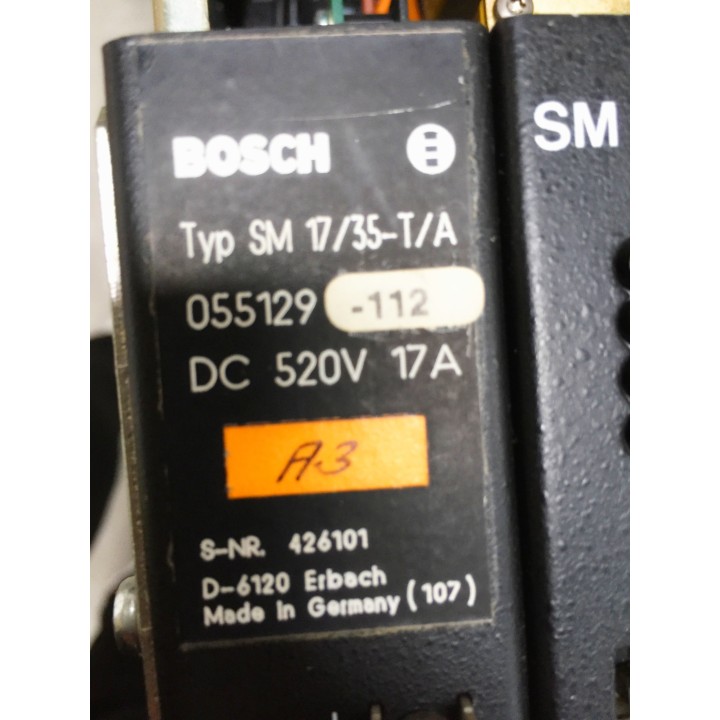 BOSCH
Typ SM 17/35-T/A
055129 -112
DC 520V 17A
A3
S-NR. 426101
D-6120 Erbach
Made in Germany (107)
SM